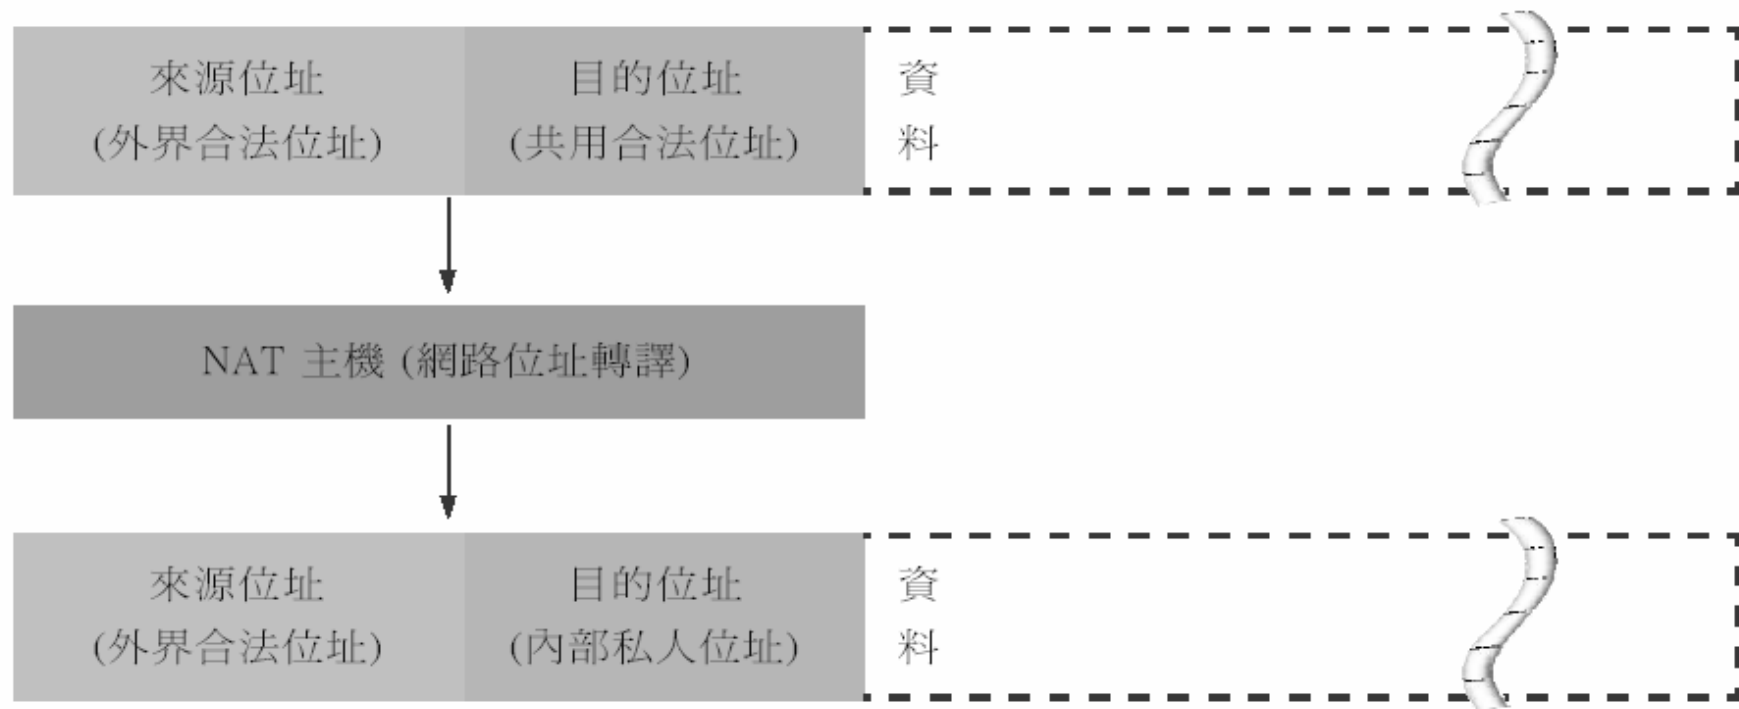 來源位址
(外界合法位址)
目的位址
(共用合法位址)
資
料
NAT 主機 (網路位址轉譯)
來源位址
(外界合法位址)
目的位址
(內部私人位址)
資
料